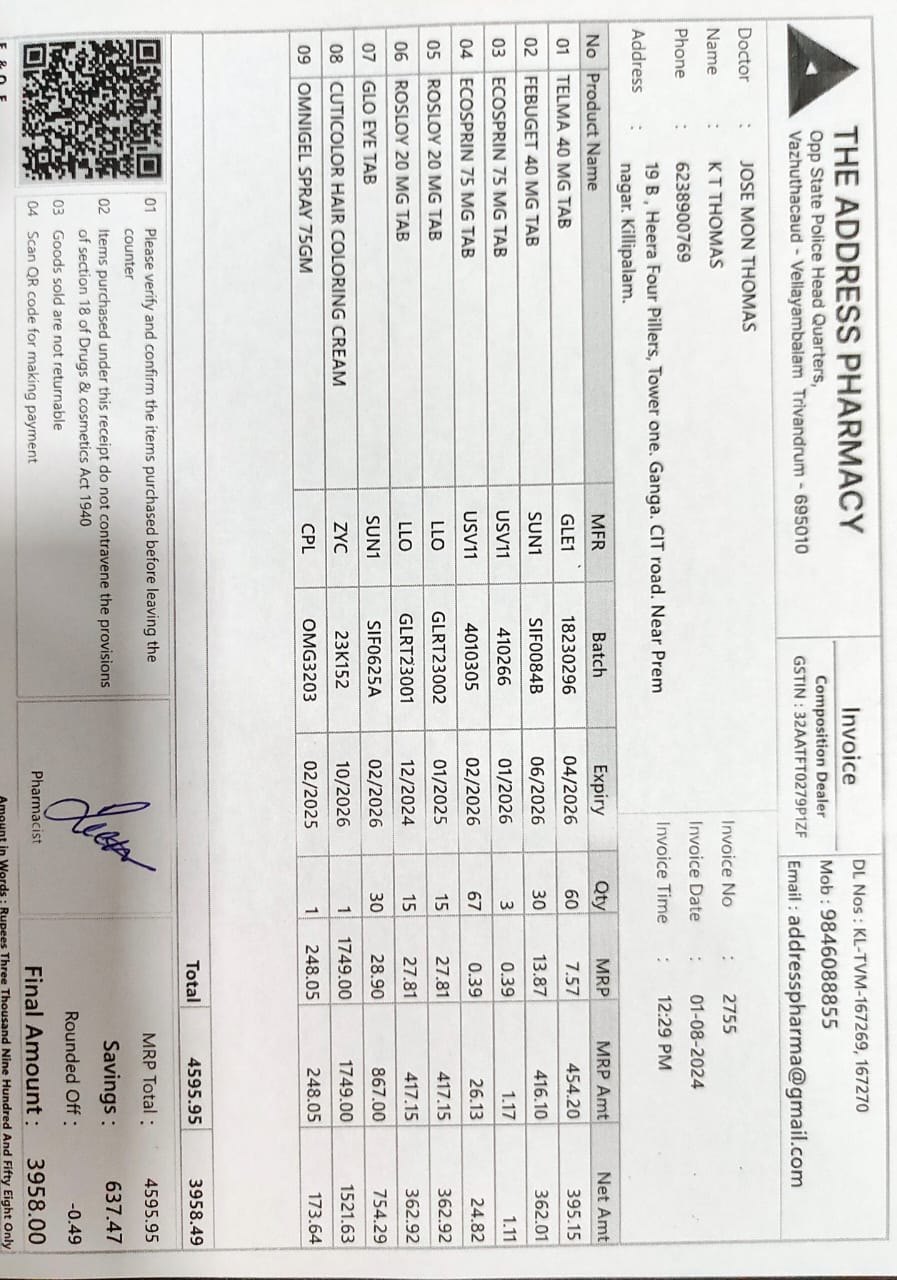 THE ADDRESS PHARMACY
Opp State Police Head Quarters,
Vazhuthacaud - Vellayambalam Trivandrum - 695010
Invoice
Composition Dealer
GSTIN : 32AATFT0279P1ZF
DL Nos : KL-TVM-167269, 167270
Mob : 9846088855
Email : addresspharma@gmail.com
Doctor : JOSE MON THOMAS
Name : K T THOMAS
Phone : 6238900769
Address : 19 B , Heera Four Pillers, Tower one. Ganga. CIT road. Near Prem
nagar. Killipalam.
Invoice No : 2755
Invoice Date : 01-08-2024
Invoice Time : 12:29 PM
No Product Name MFR Batch Expiry Qty MRP MRP Amt Net Amt
01 TELMA 40 MG TAB GLE1 18230296 04/2026 60 7.57 454.20 395.15
02 FEBUGET 40 MG TAB SUN1 SIF0084B 06/2026 30 13.87 416.10 362.01
03 ECOSPRIN 75 MG TAB USV11 410266 01/2026 3 0.39 1.17 1.11
04 ECOSPRIN 75 MG TAB USV11 4010305 02/2026 67 0.39 26.13 24.82
05 ROSLOY 20 MG TAB LLO GLRT23002 01/2025 15 27.81 417.15 362.92
06 ROSLOY 20 MG TAB LLO GLRT23001 12/2024 15 27.81 417.15 362.92
07 GLO EYE TAB SUN1 SIF0625A 02/2026 30 28.90 867.00 754.29
08 CUTICOLOR HAIR COLORING CREAM ZYC 23K152 10/2026 1 1749.00 1749.00 1521.63
09 OMNIGEL SPRAY 75GM CPL OMG3203 02/2025 1 248.05 248.05 173.64
Total 4595.95 3958.49
01 Please verify and confirm the items purchased before leaving the
counter
02 Items purchased under this receipt do not contravene the provisions
of section 18 of Drugs & cosmetics Act 1940
03 Goods sold are not returnable
04 Scan QR code for making payment
Pharmacist
MRP Total : 4595.95
Savings : 637.47
Rounded Off : -0.49
Final Amount : 3958.00
E & O E
Amount in Words : Rupees Three Thousand Nine Hundred And Fifty Eight Only